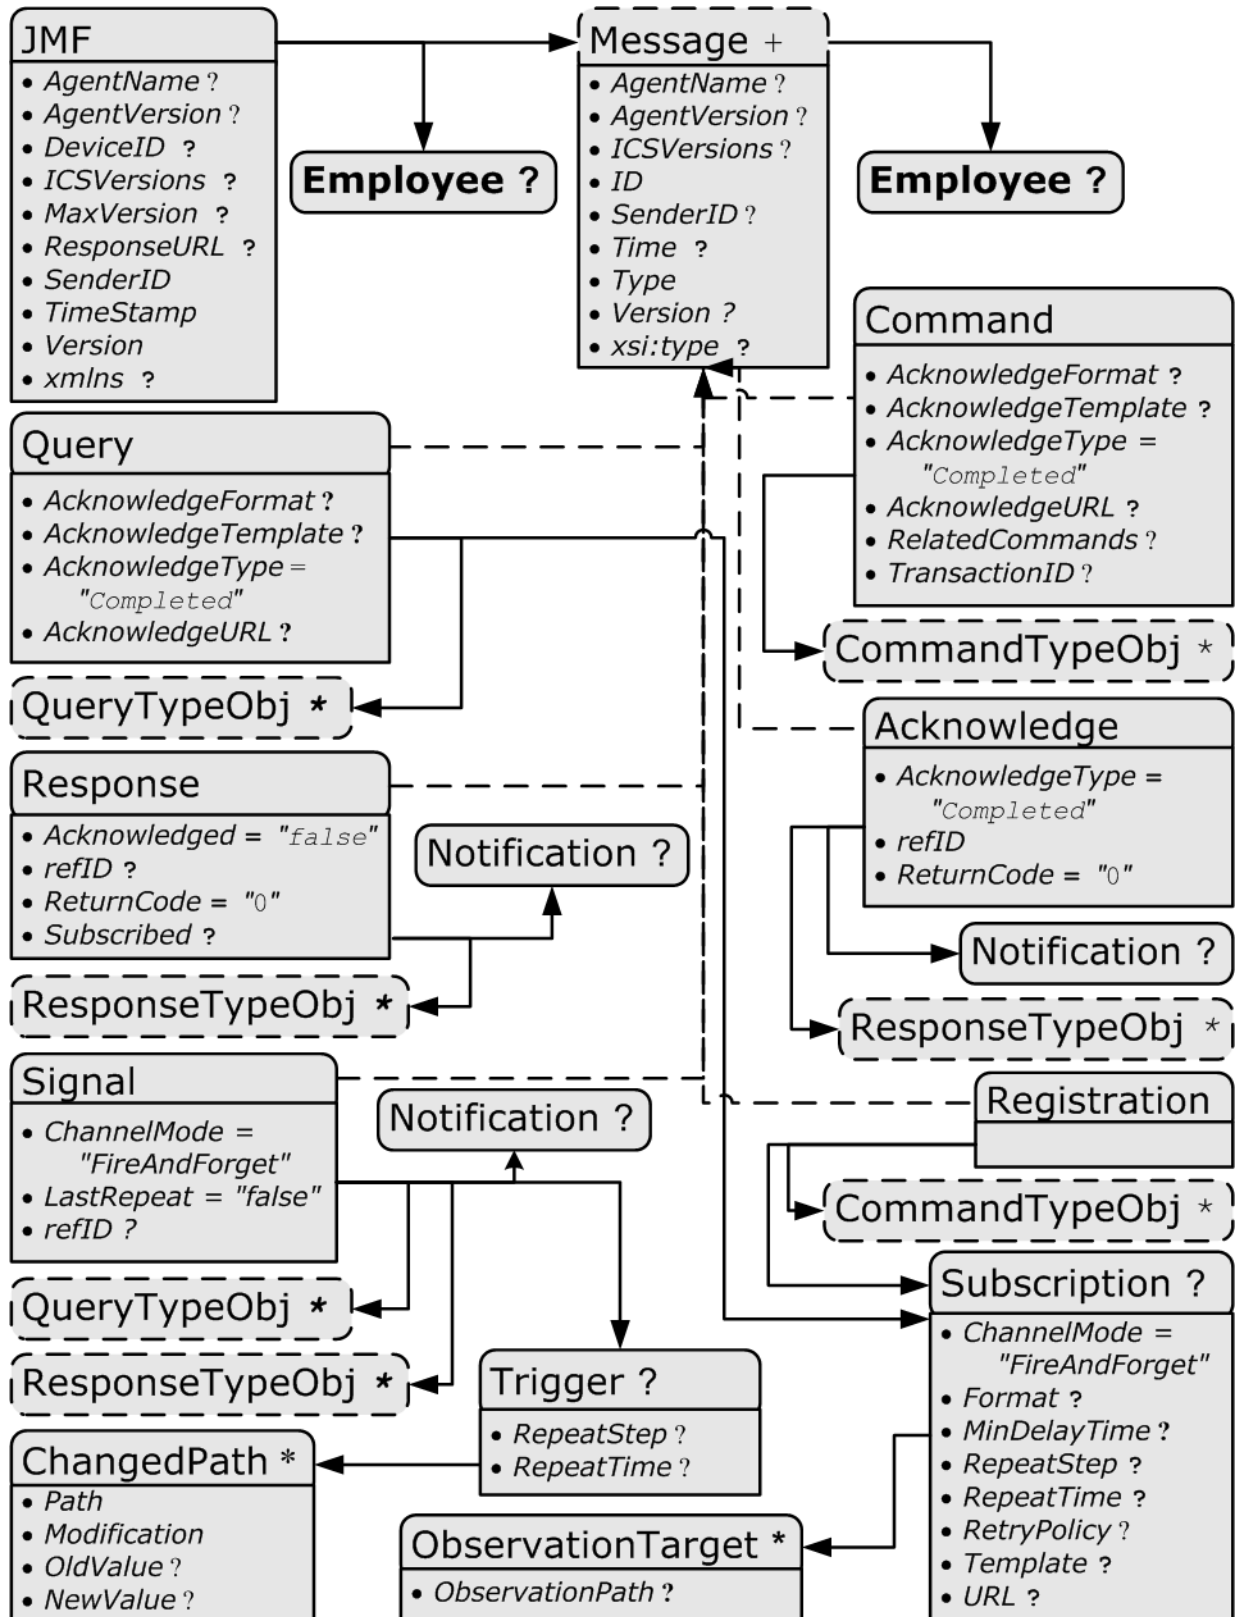 JMF
• AgentName ?
• AgentVersion ?
• DeviceID ?
• ICSVersions ?
• MaxVersion ?
• ResponseURL ?
• SenderID
• TimeStamp
• Version
• xmlns ?
Employee ?
Message +
• AgentName ?
• AgentVersion ?
• ICSVersions ?
• ID
• SenderID ?
• Time ?
• Type
• Version ?
• xsi:type ?
Employee ?
Command
• AcknowledgeFormat ?
• AcknowledgeTemplate ?
• AcknowledgeType =
"Completed"
• AcknowledgeURL ?
• RelatedCommands ?
• TransactionID ?
CommandTypeObj *
Query
• AcknowledgeFormat ?
• AcknowledgeTemplate ?
• AcknowledgeType =
"Completed"
• AcknowledgeURL ?
QueryTypeObj *
Response
• Acknowledged = "false"
• refID ?
• ReturnCode = "0"
• Subscribed ?
Notification ?
ResponseTypeObj *
Acknowledge
• AcknowledgeType =
"Completed"
• refID
• ReturnCode = "0"
Notification ?
ResponseTypeObj *
Signal
• ChannelMode =
"FireAndForget"
• LastRepeat = "false"
• refID ?
Notification ?
QueryTypeObj *
ResponseTypeObj *
Registration
CommandTypeObj *
Subscription ?
• ChannelMode =
"FireAndForget"
• Format ?
• MinDelayTime ?
• RepeatStep ?
• RepeatTime ?
• RetryPolicy ?
• Template ?
• URL ?
Trigger ?
• RepeatStep ?
• RepeatTime ?
ChangedPath *
• Path
• Modification
• OldValue ?
• NewValue ?
ObservationTarget *
• ObservationPath ?